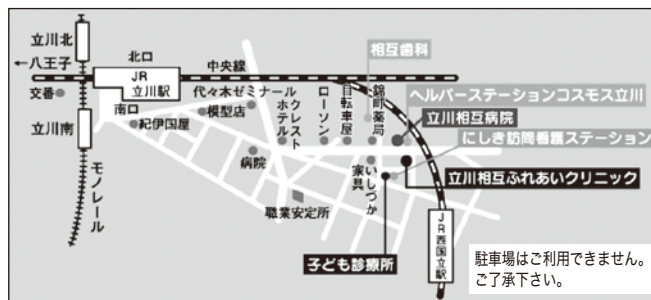 立川北
←八王子
北口
中央線
相互歯科
JR
立川駅
代々木ゼミナール
ヘルパーステーションコスモス立川
交番
南口
模型店
クレスト
ホテル
ローソン
自転車屋
錦町薬局
立川相互病院
立川南
紀伊国屋
にしき訪問看護ステーション
病院
いしづか
家具
立川相互ふれあいクリニック
モノレール
職業安定所
JR西国立駅
子ども診療所
駐車場はご利用できません。
ご了承下さい。